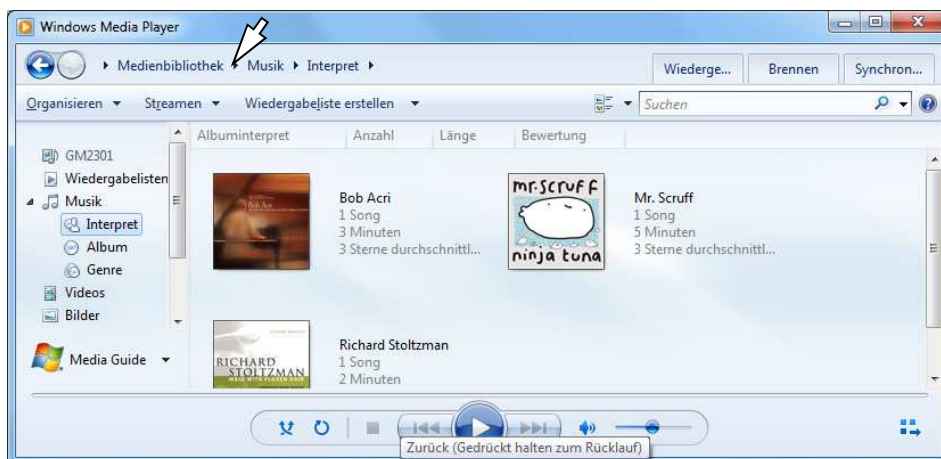 Windows Media Player
Medienbibliothek Musik Interpret
Wiederge... Brennen Synchron...
Organisieren Streamen Wiedergabeliste erstellen Suchen
Albuminterpret Anzahl Länge Bewertung
GM2301
Wiedergabelisten
Musik
Interpret
Album
Genre
Videos
Bilder
Media Guide
Bob Acri
Bob Acri
1 Song
3 Minuten
3 Sterne durchschnittl...
mr.scruff
ninja tuna
Mr. Scruff
1 Song
5 Minuten
3 Sterne durchschnittl...
RICHARD
STOLTZMAN
Richard Stoltzman
1 Song
2 Minuten
Zurück (Gedrückt halten zum Rücklauf)